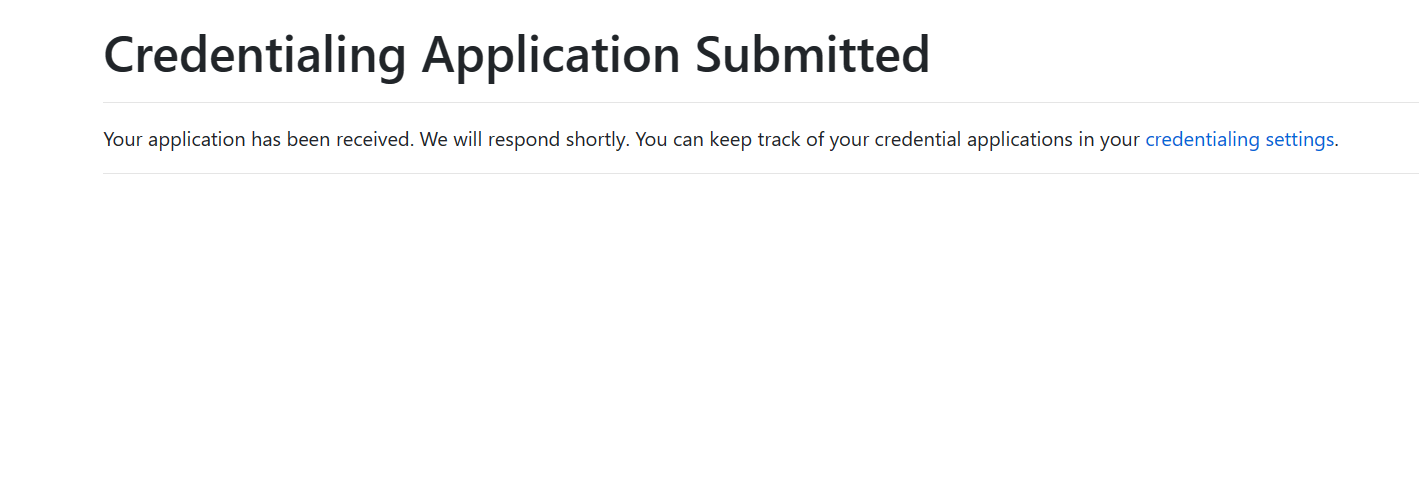 Credentialing Application Submitted
Your application has been received. We will respond shortly. You can keep track of your credential applications in your credentialing settings.